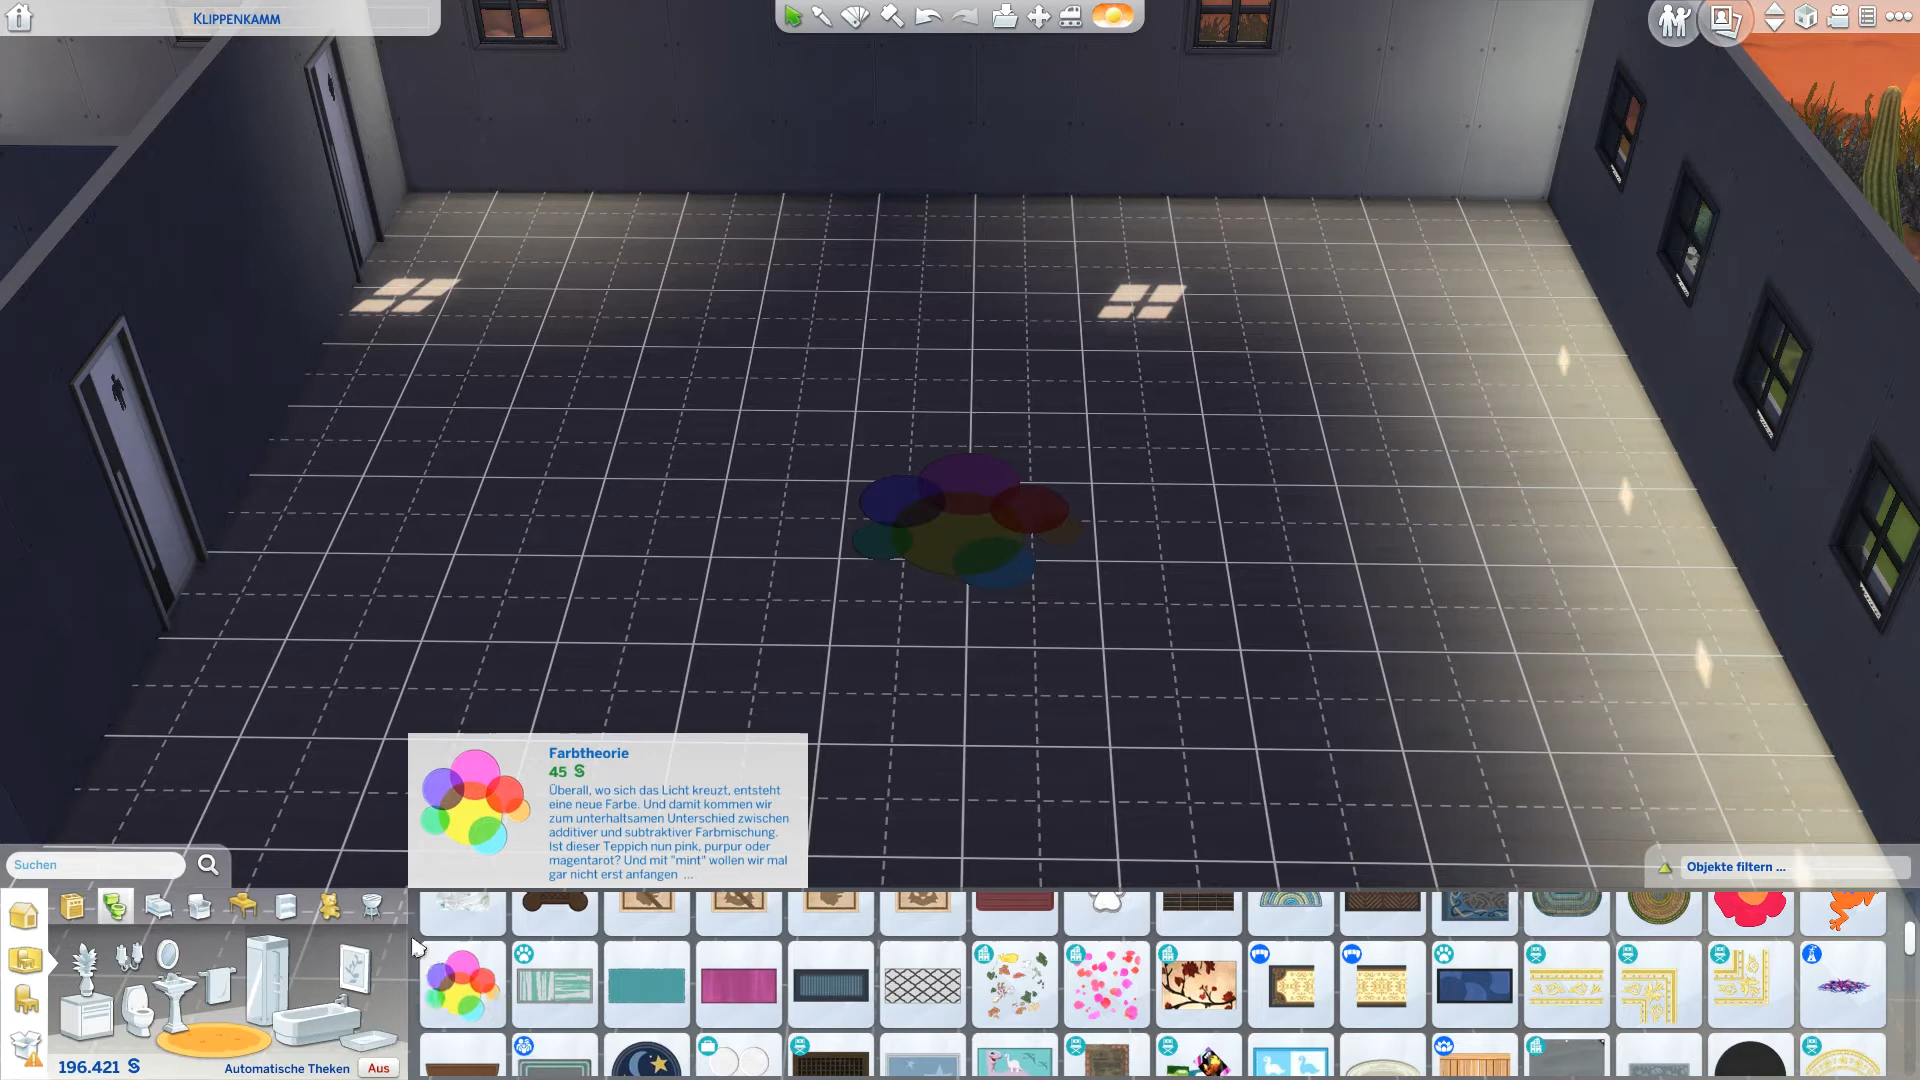 Klippenkamm
Farbtheorie
45 §
Überall, wo sich das Licht kreuzt, entsteht
eine neue Farbe. Und damit kommen wir
zum unterhaltsamen Unterschied zwischen
additiver und subtraktiver Farbmischung.
Ist dieser Teppich nun pink, purpur oder
magentarot? Und mit "mint" wollen wir mal
gar nicht erst anfangen ...
Suchen
Objekte filtern ...
196.421 §
Automatische Theken
Aus